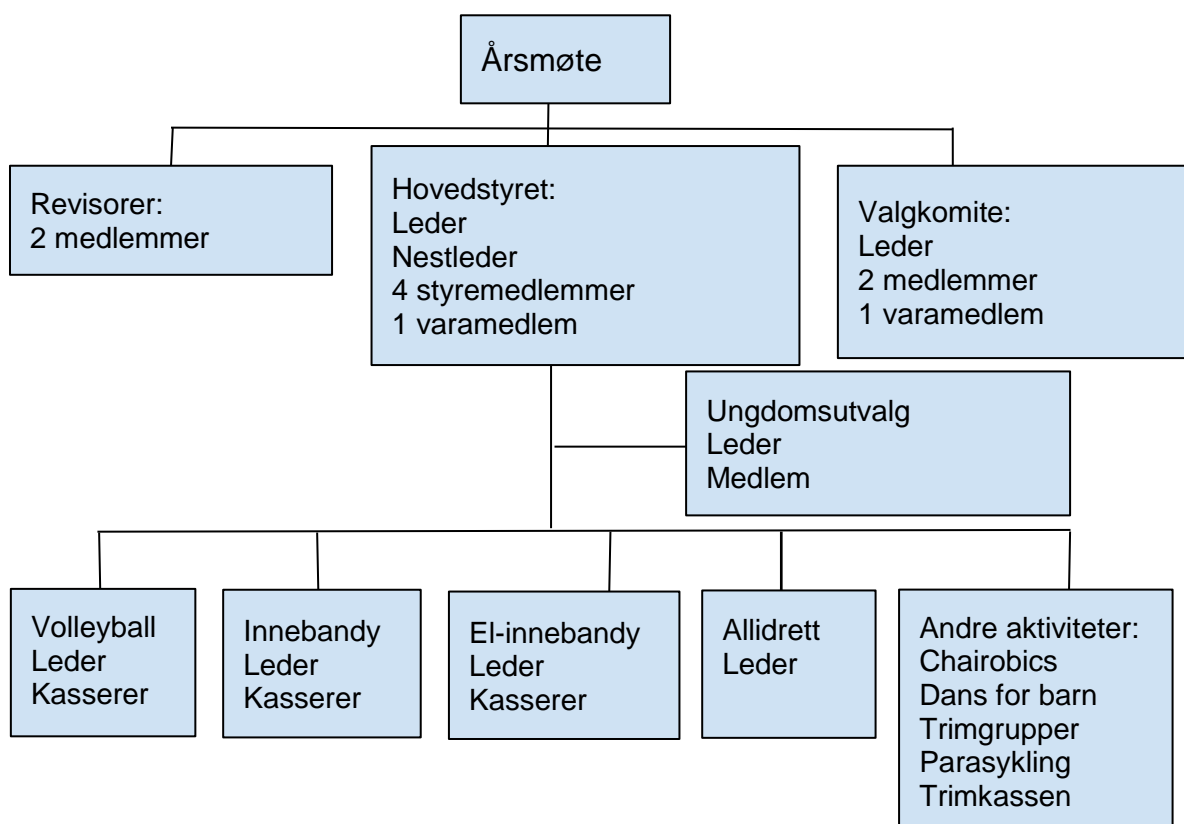 Årsmøte
Revisorer:
2 medlemmer
Hovedstyret:
Leder
Nestleder
4 styremedlemmer
1 varamedlem
Valgkomite:
Leder
2 medlemmer
1 varamedlem
Ungdomsutvalg
Leder
Medlem
Volleyball
Leder
Kasserer
Innebandy
Leder
Kasserer
El-innebandy
Leder
Kasserer
Allidrett
Leder
Andre aktiviteter:
Chairobics
Dans for barn
Trimgrupper
Parasykling
Trimkassen